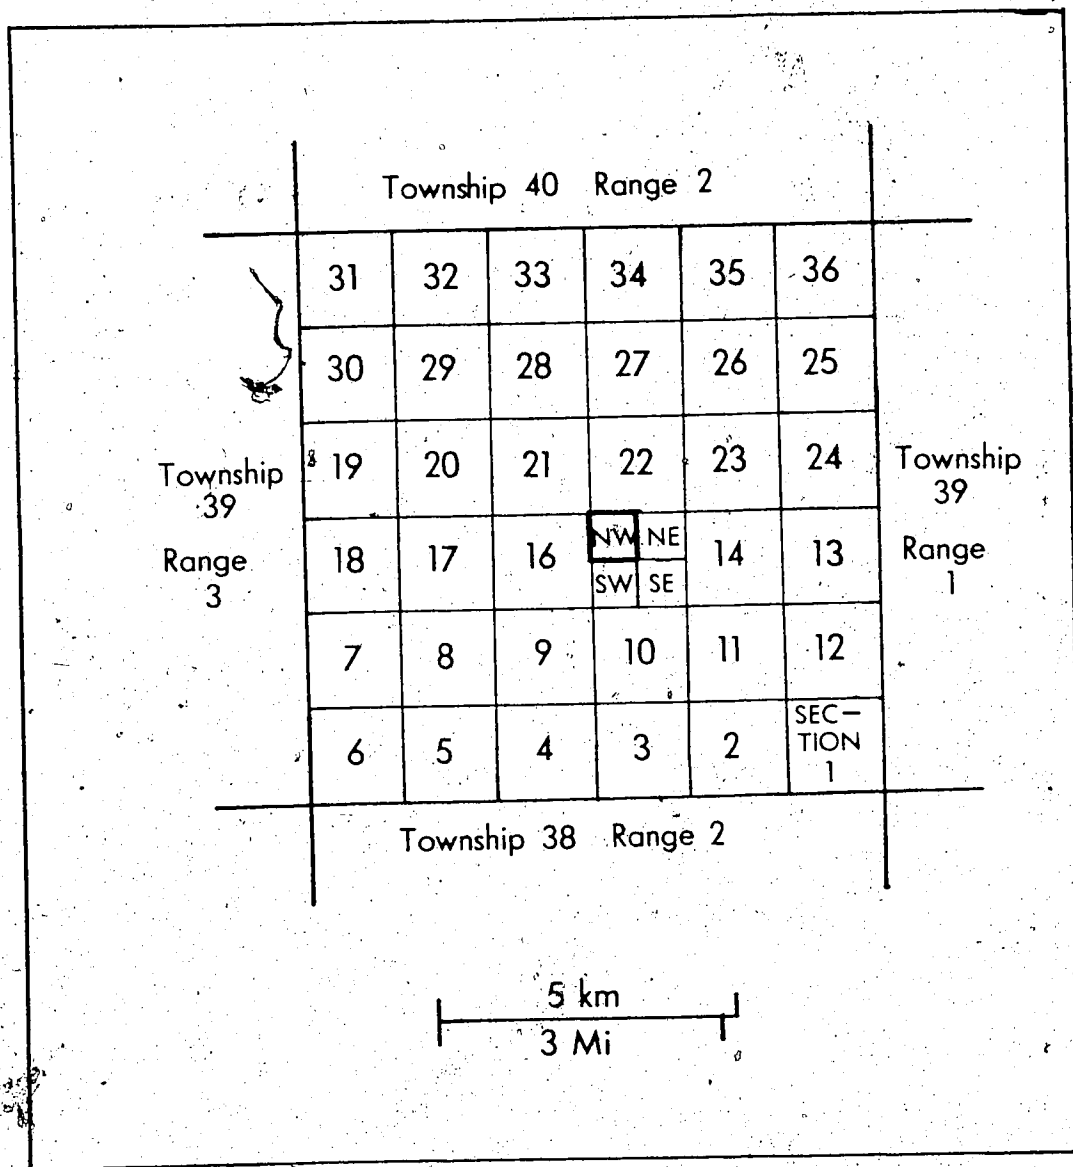 Township 40 Range 2
31 32 33 34 35 36
30 29 28 27 26 25
19 20 21 22 23 24
Township
39
Range
3
Township
39
Range
1
18 17 16 NW NE 14 13
SW SE
7 8 9 10 11 12
6 5 4 3 2 SEC-
TION
1
Township 38 Range 2
5 km
3 Mi